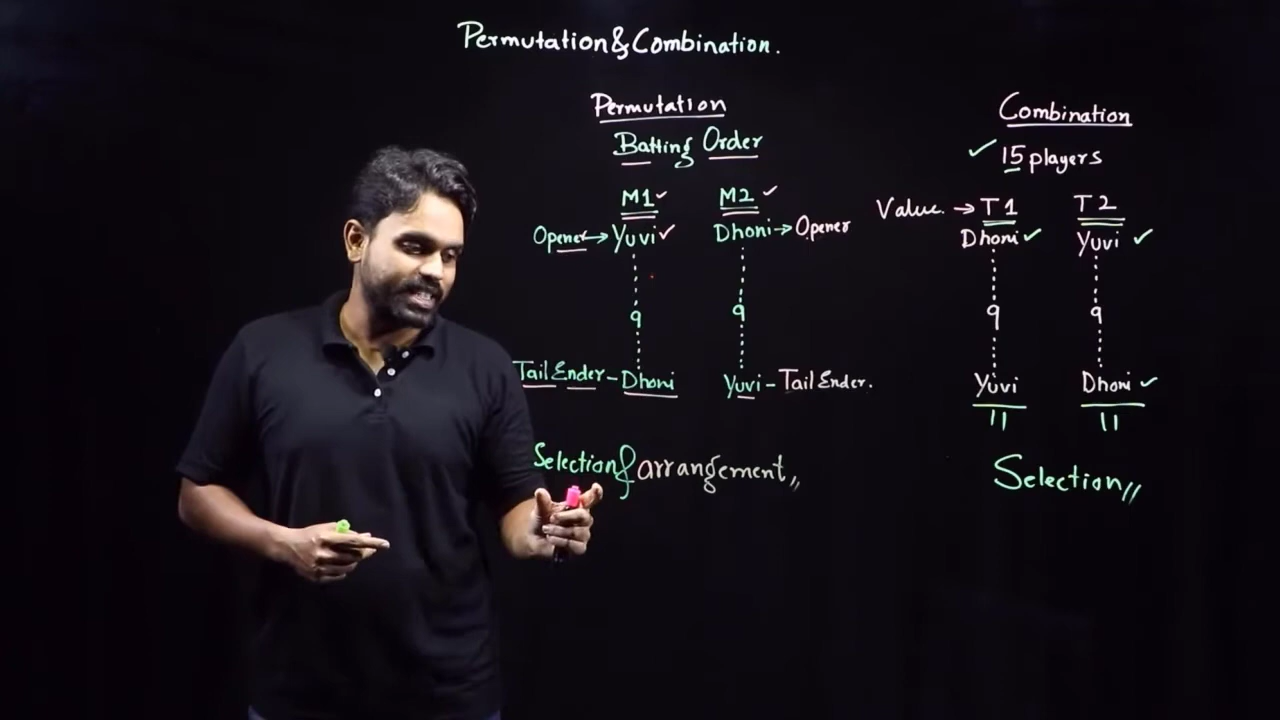 Permutation & Combination.
Permutation
Batting Order
M1 M2
Opener → Yuvi Dhoni → Opener
9 9
Tail Ender - Dhoni Yuvi - Tail Ender.
Selection & arrangement
Combination
15 players
Value. → T1 T2
Dhoni Yuvi
9 9
Yuvi Dhoni
11 11
Selection